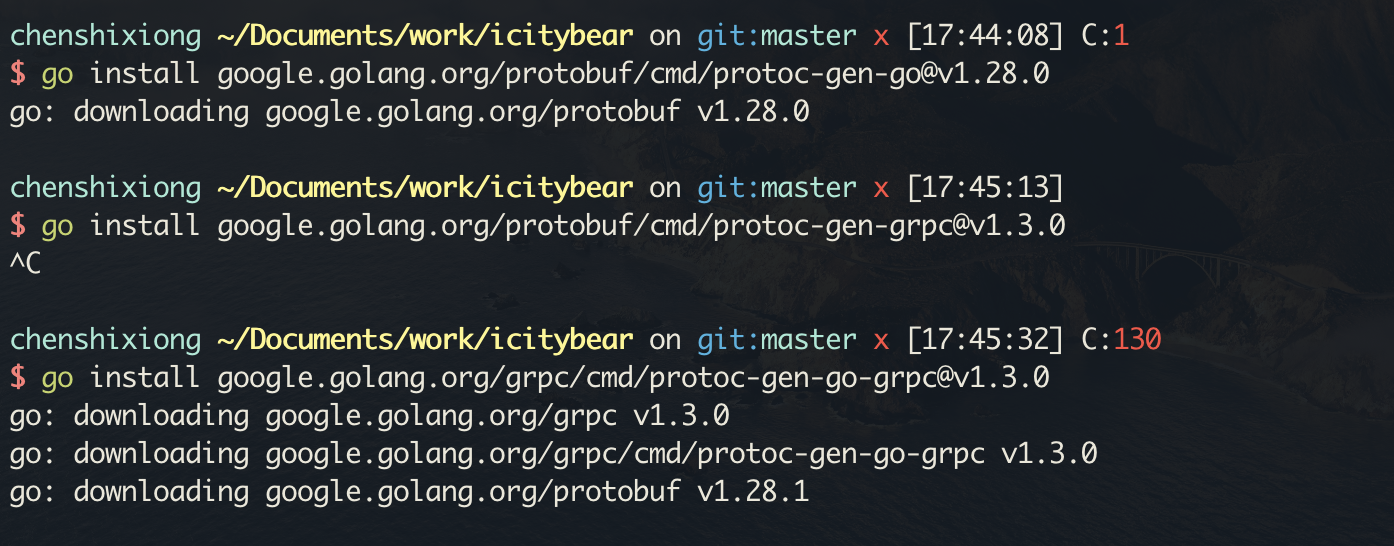 chenshixiong ~/Documents/work/icitybear on git:master x [17:44:08] C:1
$ go install google.golang.org/protobuf/cmd/protoc-gen-go@v1.28.0
go: downloading google.golang.org/protobuf v1.28.0
chenshixiong ~/Documents/work/icitybear on git:master x [17:45:13]
$ go install google.golang.org/protobuf/cmd/protoc-gen-grpc@v1.3.0
^C
chenshixiong ~/Documents/work/icitybear on git:master x [17:45:32] C:130
$ go install google.golang.org/grpc/cmd/protoc-gen-go-grpc@v1.3.0
go: downloading google.golang.org/grpc v1.3.0
go: downloading google.golang.org/grpc/cmd/protoc-gen-go-grpc v1.3.0
go: downloading google.golang.org/protobuf v1.28.1